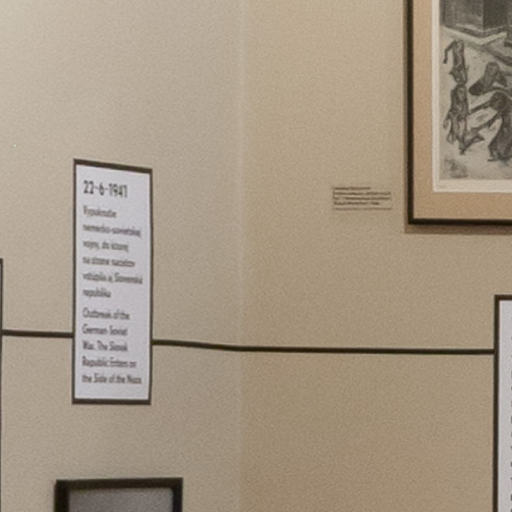 22-6-1941
Vypuknutie
nemecko-sovietskej
vojny, do ktorej
na strane nacistov
vstúpila aj Slovenská
republika
Outbreak of the
German-Soviet
War. The Slovak
Republic Enters on
the Side of the Nazis